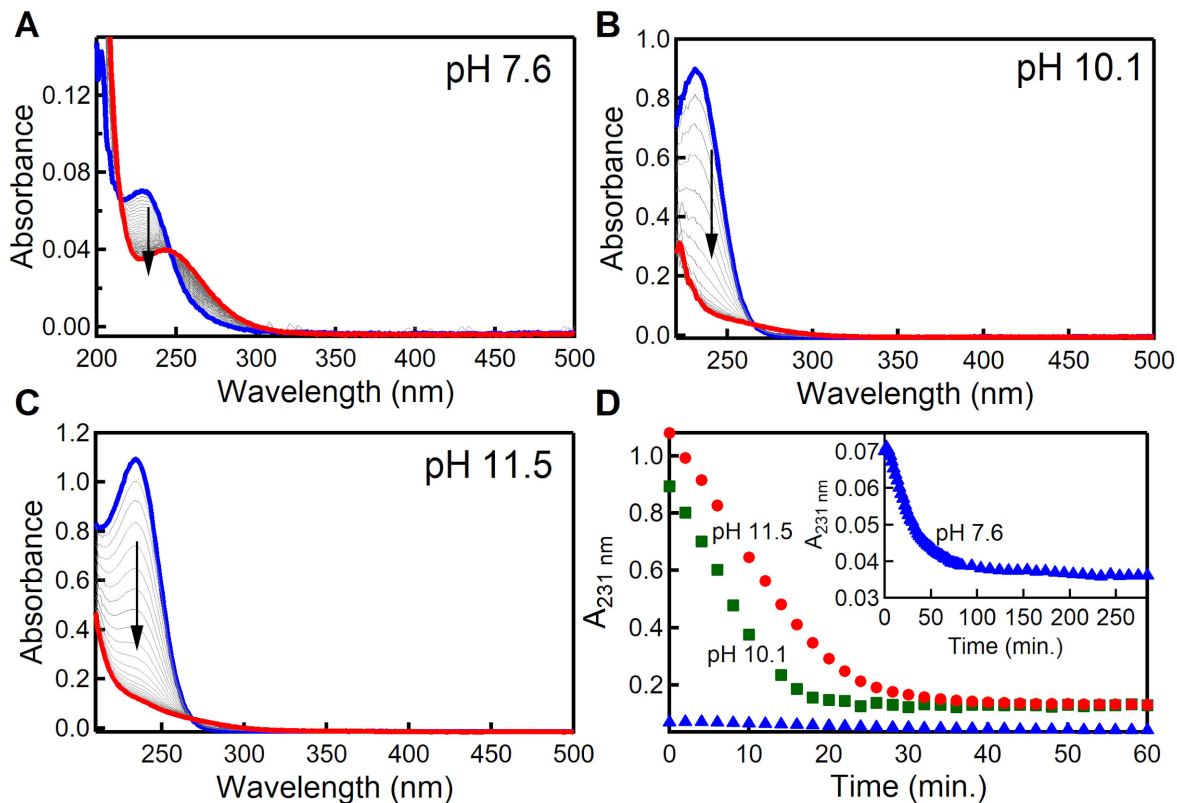 A
pH 7.6
0.12
0.08
0.04
0.00
Absorbance
200 250 300 350 400 450 500
Wavelength (nm)
B
pH 10.1
1.0
0.8
0.6
0.4
0.2
0.0
Absorbance
250 300 350 400 450 500
Wavelength (nm)
C
pH 11.5
1.2
1.0
0.8
0.6
0.4
0.2
0.0
Absorbance
250 300 350 400 450 500
Wavelength (nm)
D
1.0
0.8
0.6
0.4
0.2
A231 nm
pH 11.5
pH 10.1
0 10 20 30 40 50 60
Time (min.)
0.07
0.06
0.05
0.04
0.03
A231 nm
pH 7.6
0 50 100 150 200 250
Time (min.)